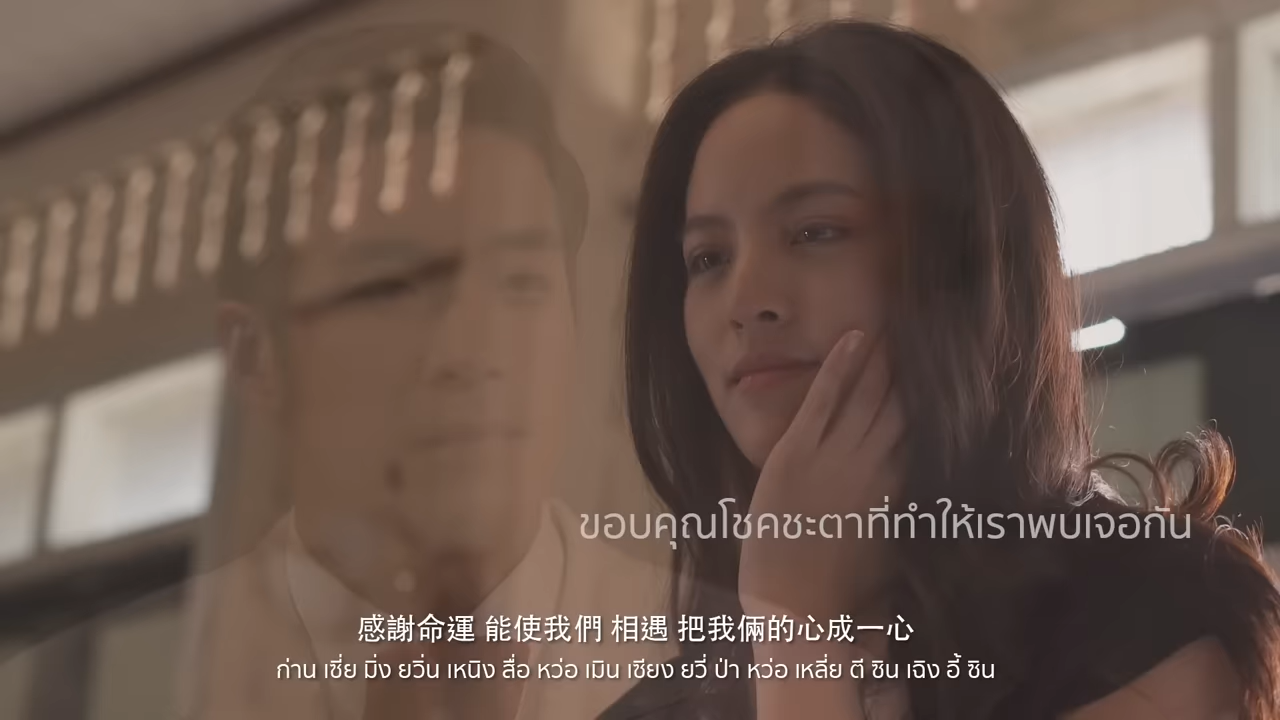 ขอบคุณโชคชะตาที่ทำให้เราพบเจอกัน
感謝命運 能使我們 相遇 把我倆的心成一心
ก่าน เซี่ย มิ่ง ยวิ่น เหนิง สื่อ หว่อ เมิน เซียง ยวี่ ป่า หว่อ เหลี่ย ตี ซิน เฉิง อี้ ซิน